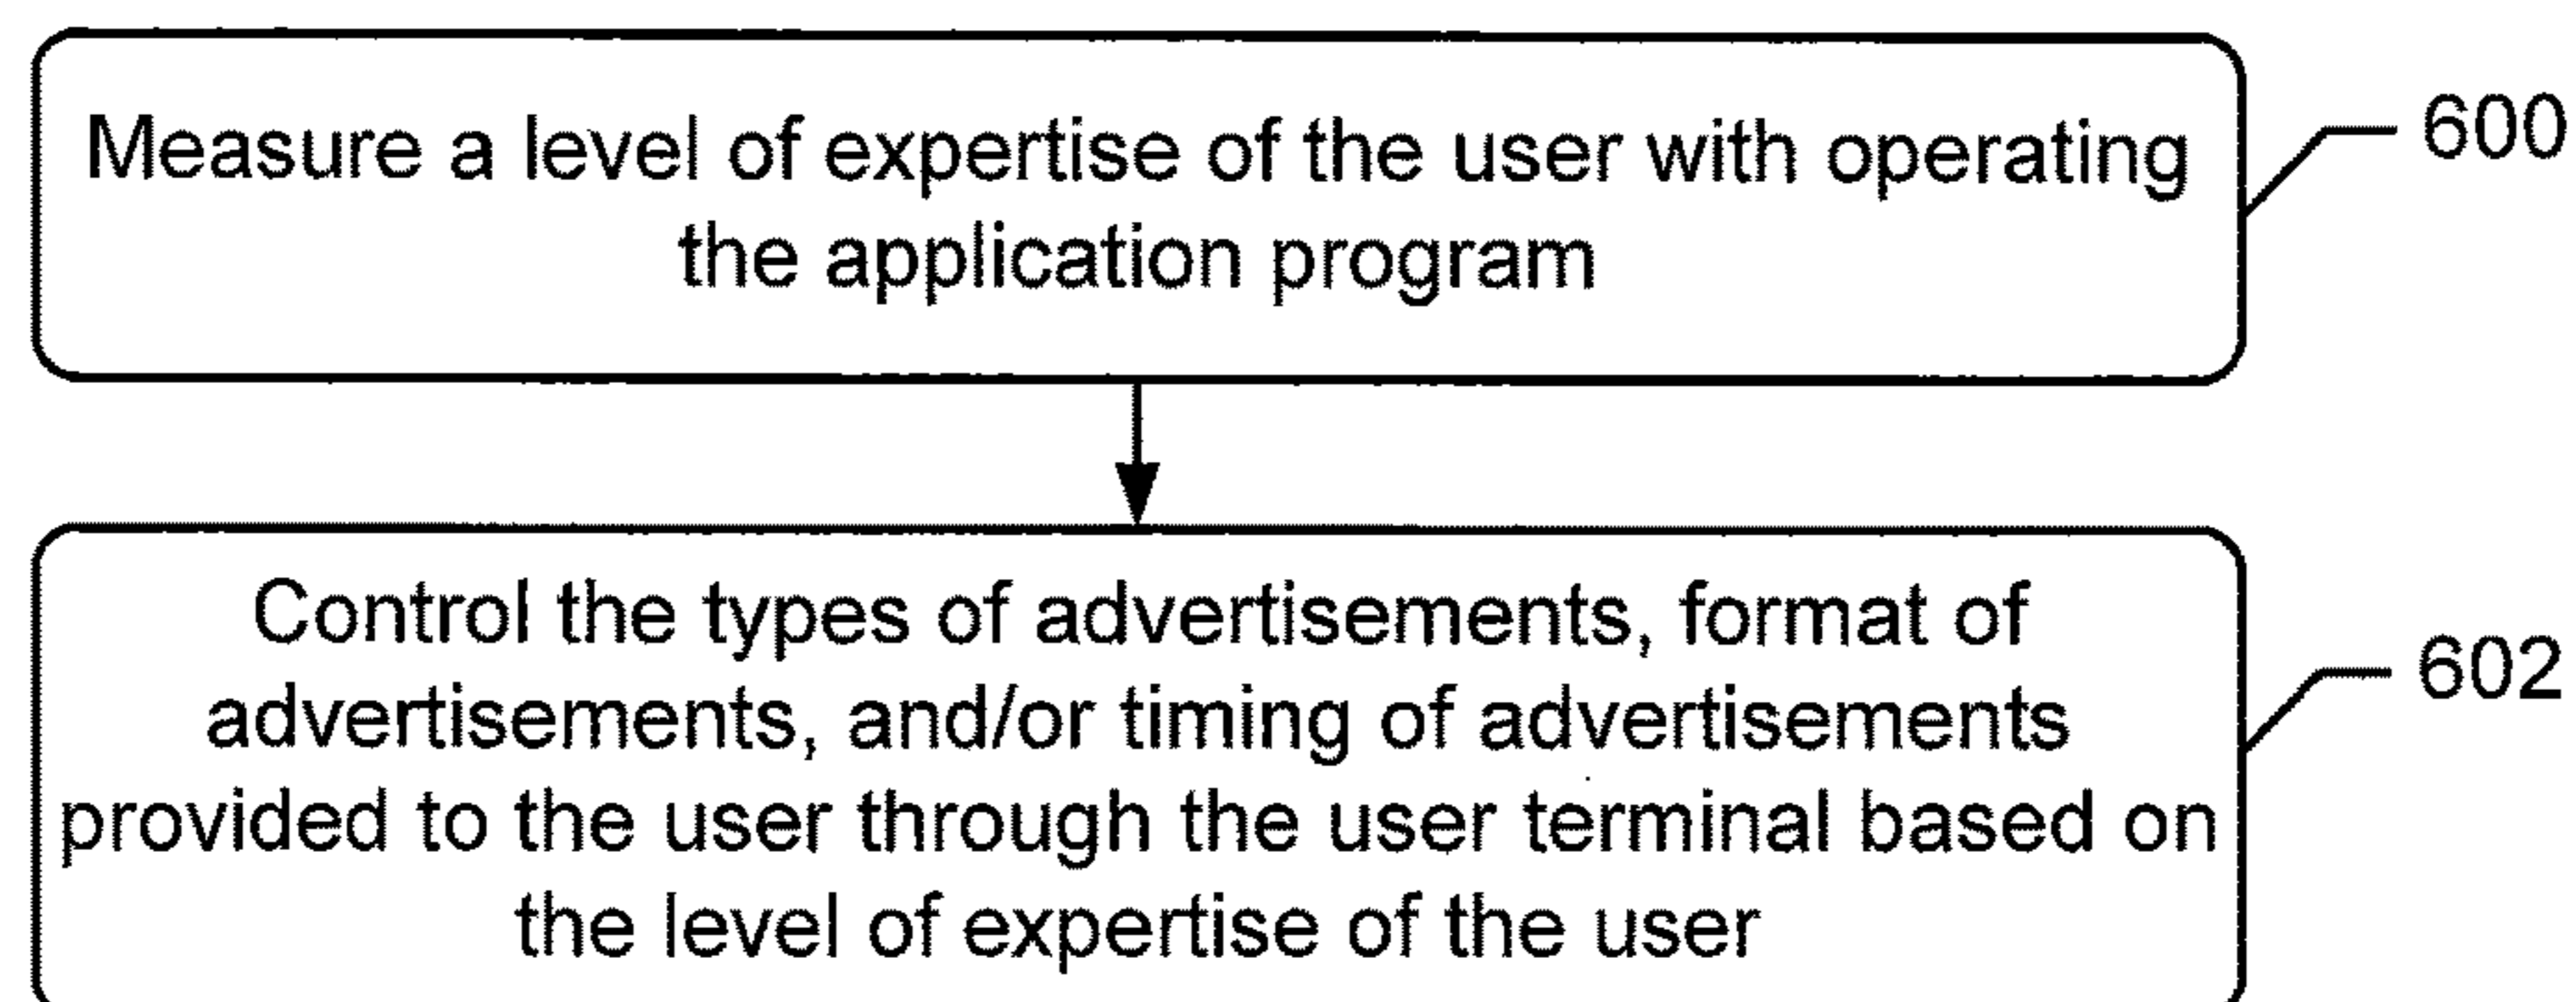 Measure a level of expertise of the user with operating
the application program
600
Control the types of advertisements, format of
advertisements, and/or timing of advertisements
provided to the user through the user terminal based on
the level of expertise of the user
602